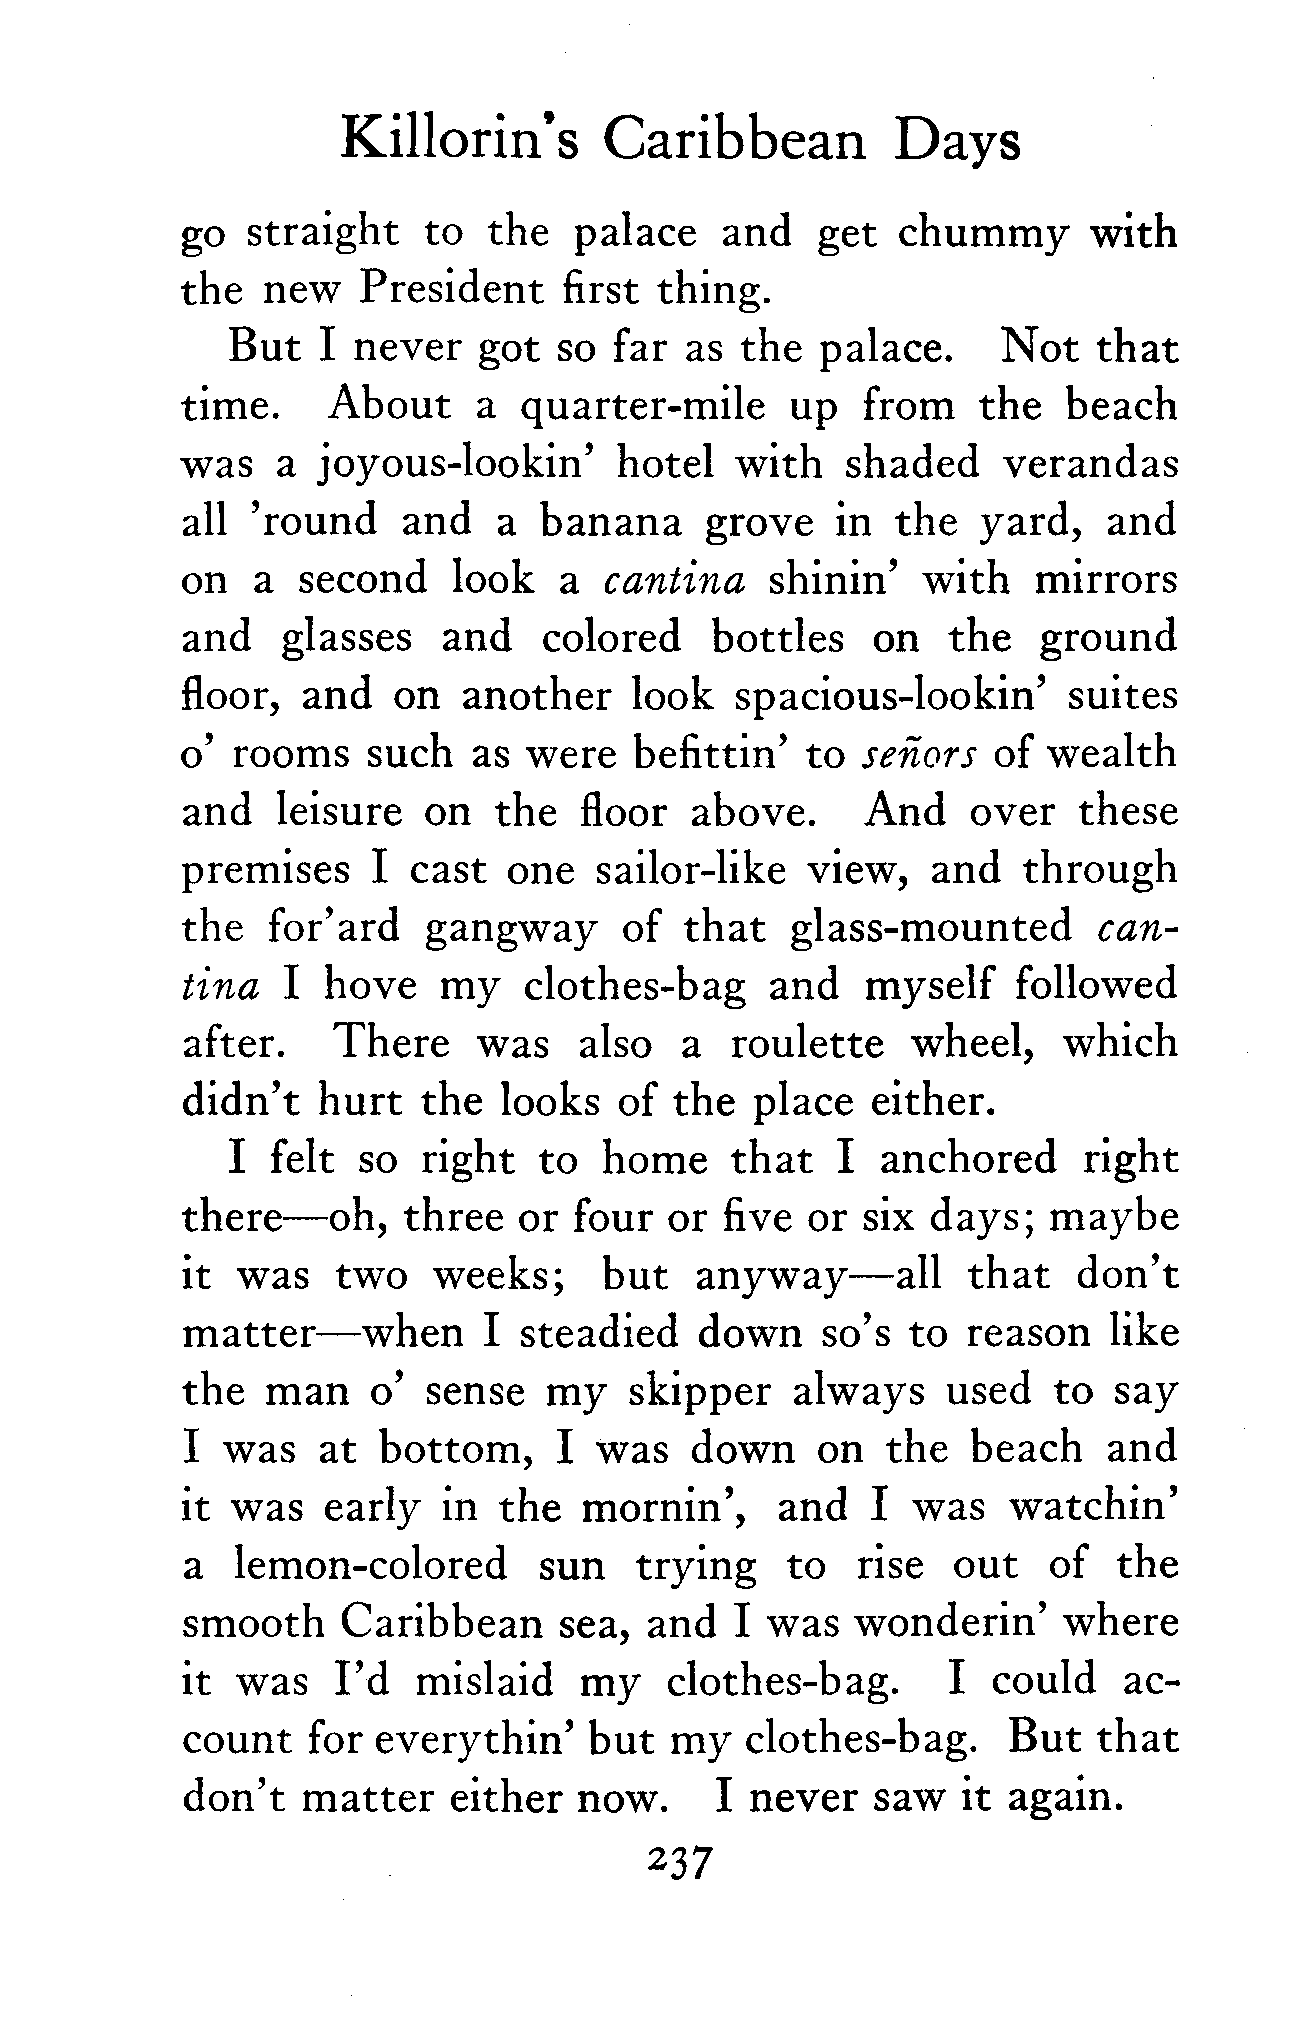 Killorin's Caribbean Days
go straight to the palace and get chummy with
the new President first thing.
But I never got so far as the palace. Not that
time. About a quarter-mile up from the beach
was a joyous-lookin' hotel with shaded verandas
all 'round and a banana grove in the yard, and
on a second look a cantina shinin' with mirrors
and glasses and colored bottles on the ground
floor, and on another look spacious-lookin' suites
o' rooms such as were befittin' to señors of wealth
and leisure on the floor above. And over these
premises I cast one sailor-like view, and through
the for'ard gangway of that glass-mounted can-
tina I hove my clothes-bag and myself followed
after. There was also a roulette wheel, which
didn't hurt the looks of the place either.
I felt so right to home that I anchored right
there—oh, three or four or five or six days; maybe
it was two weeks; but anyway—all that don't
matter—when I steadied down so's to reason like
the man o' sense my skipper always used to say
I was at bottom, I was down on the beach and
it was early in the mornin', and I was watchin'
a lemon-colored sun trying to rise out of the
smooth Caribbean sea, and I was wonderin' where
it was I'd mislaid my clothes-bag. I could ac-
count for everythin' but my clothes-bag. But that
don't matter either now. I never saw it again.
237